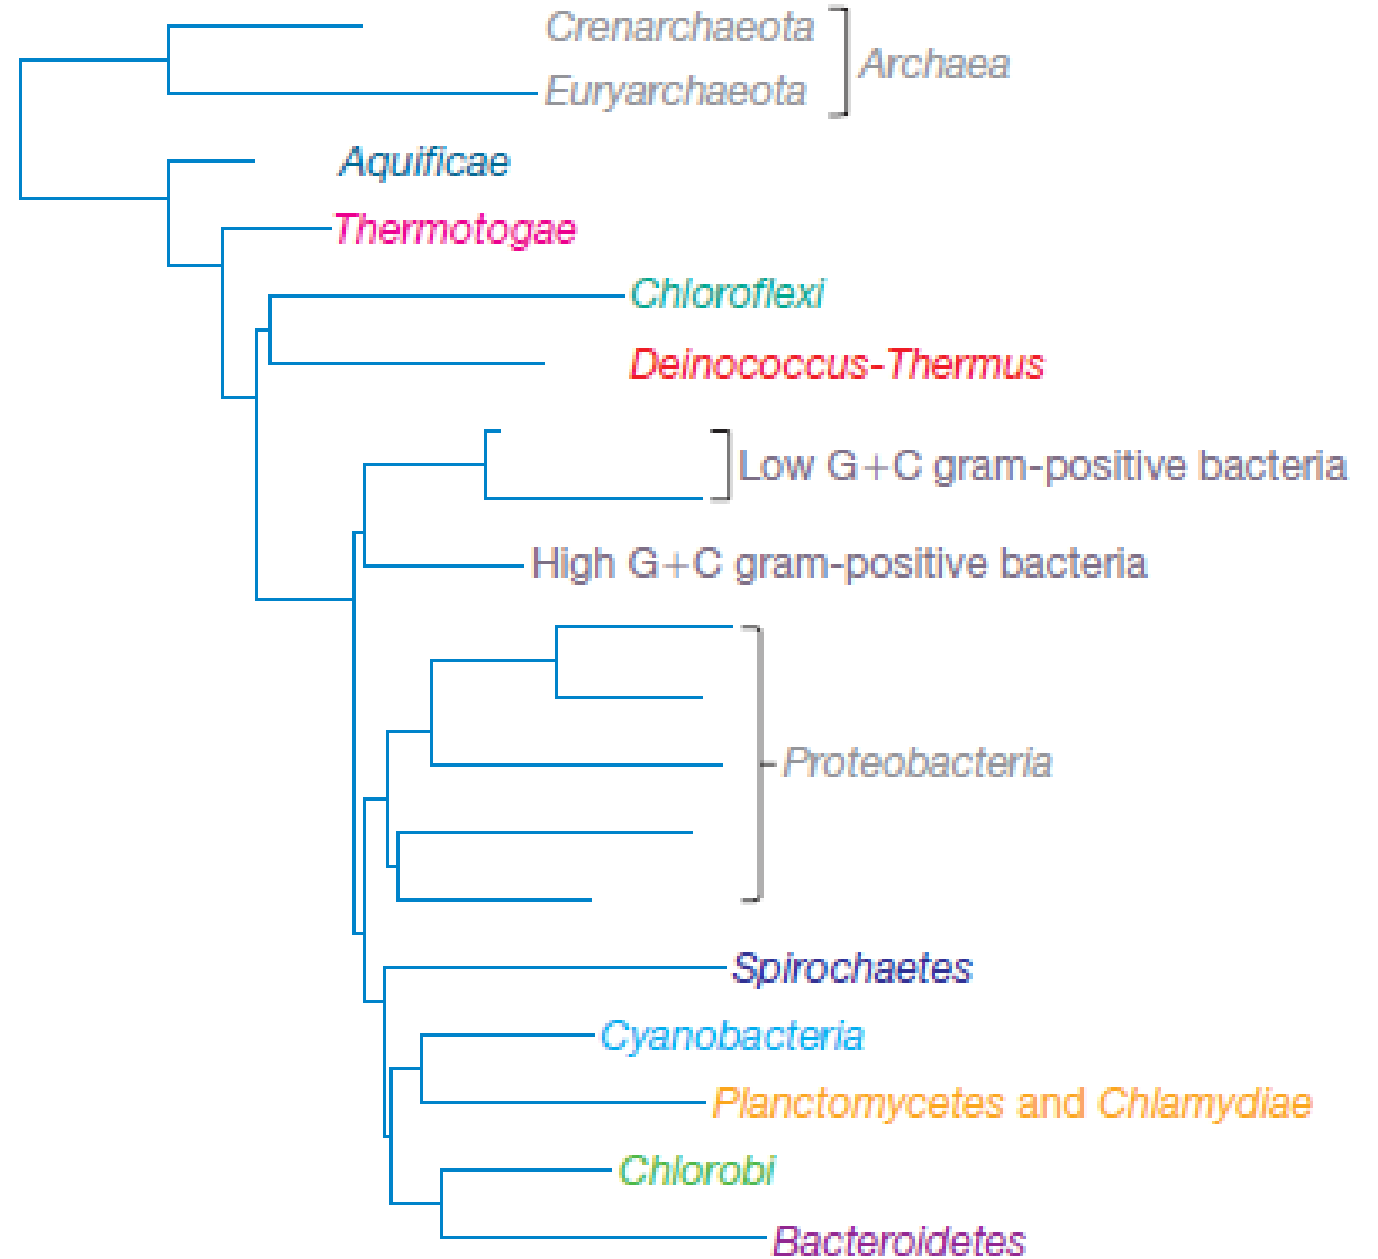 Crenarchaeota
Archaea
Euryarchaeota
Aquificae
Thermotogae
Chloroflexi
Deinococcus-Thermus
Low G+C gram-positive bacteria
High G+C gram-positive bacteria
Proteobacteria
Spirochaetes
Cyanobacteria
Planctomycetes and Chlamydiae
Chlorobi
Bacteroidetes